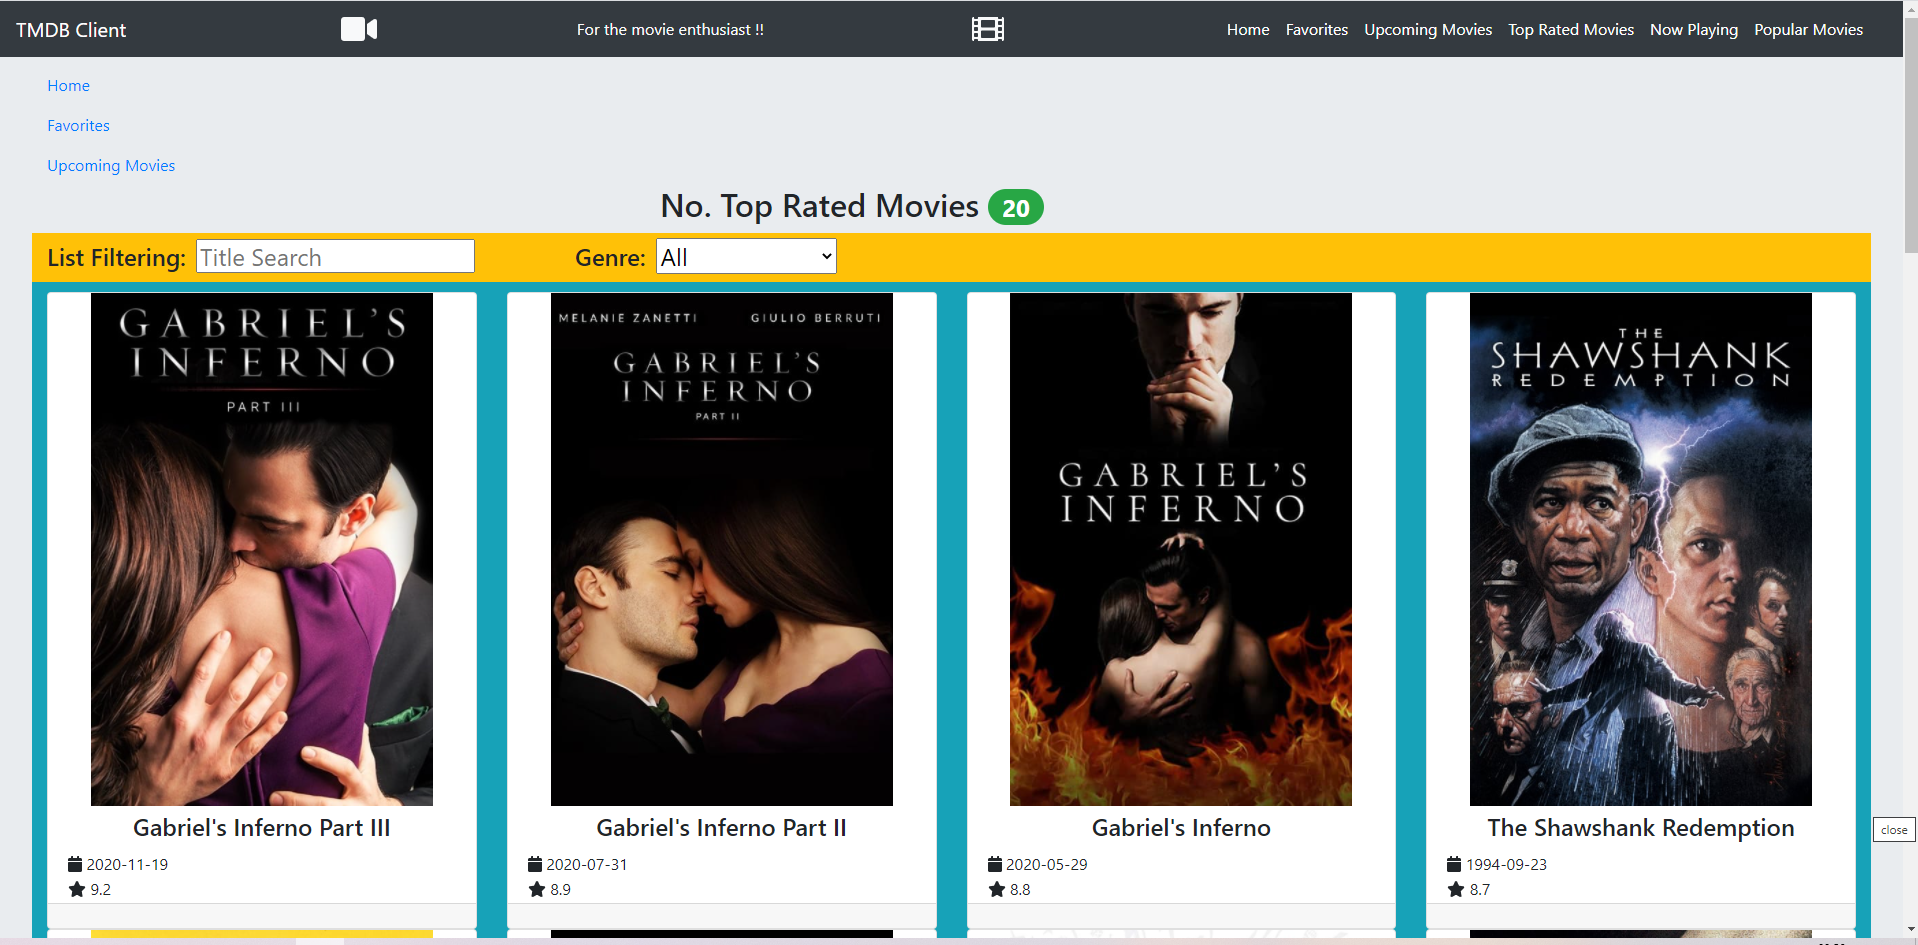 TMDB Client For the movie enthusiast !! Home Favorites Upcoming Movies Top Rated Movies Now Playing Popular Movies
Home
Favorites
Upcoming Movies
No. Top Rated Movies 20
List Filtering: Title Search Genre: All
GABRIEL'S
INFERNO
PART III
MELANIE ZANETTI GIULIO BERRUTI
GABRIEL'S
INFERNO
PART II
GABRIEL'S
INFERNO
THE
SHAWSHANK
REDEMPTION
Gabriel's Inferno Part III
2020-11-19
9.2
Gabriel's Inferno Part II
2020-07-31
8.9
Gabriel's Inferno
2020-05-29
8.8
The Shawshank Redemption
1994-09-23
8.7
close